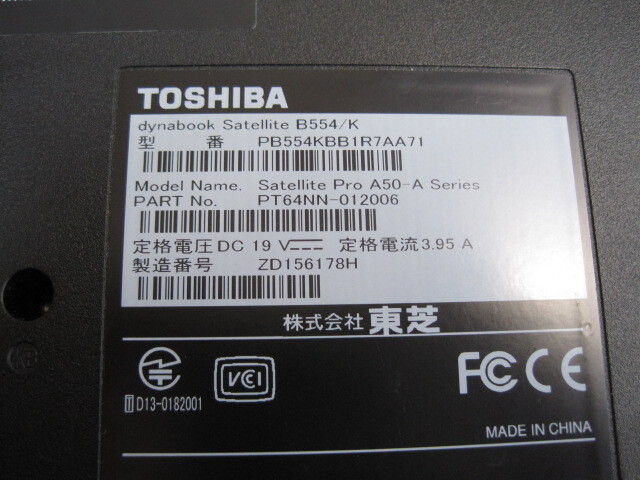 TOSHIBA
dynabook Satellite B554/K
型 番 PB554KBB1R7AA71
Model Name. Satellite Pro A50-A Series
PART No. PT64NN-012006
定格電圧DC 19 V 定格電流3.95 A
製造番号 ZD156178H
株式会社 東芝
VCI
FC CE
T D13-0182001
MADE IN CHINA